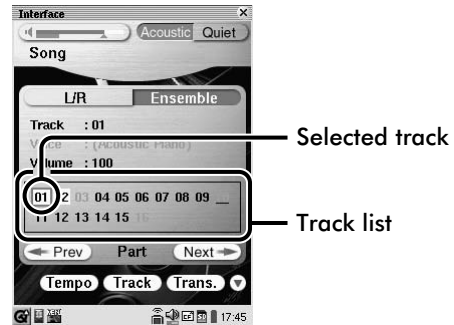 Interface ×
Acoustic Quiet
Song
L/R Ensemble
Track : 01
Voice : (Acoustic Piano)
Volume : 100
Selected track
01 02 03 04 05 06 07 08 09 __
11 12 13 14 15 16
Track list
Prev Part Next
Tempo Track Trans.
17:45